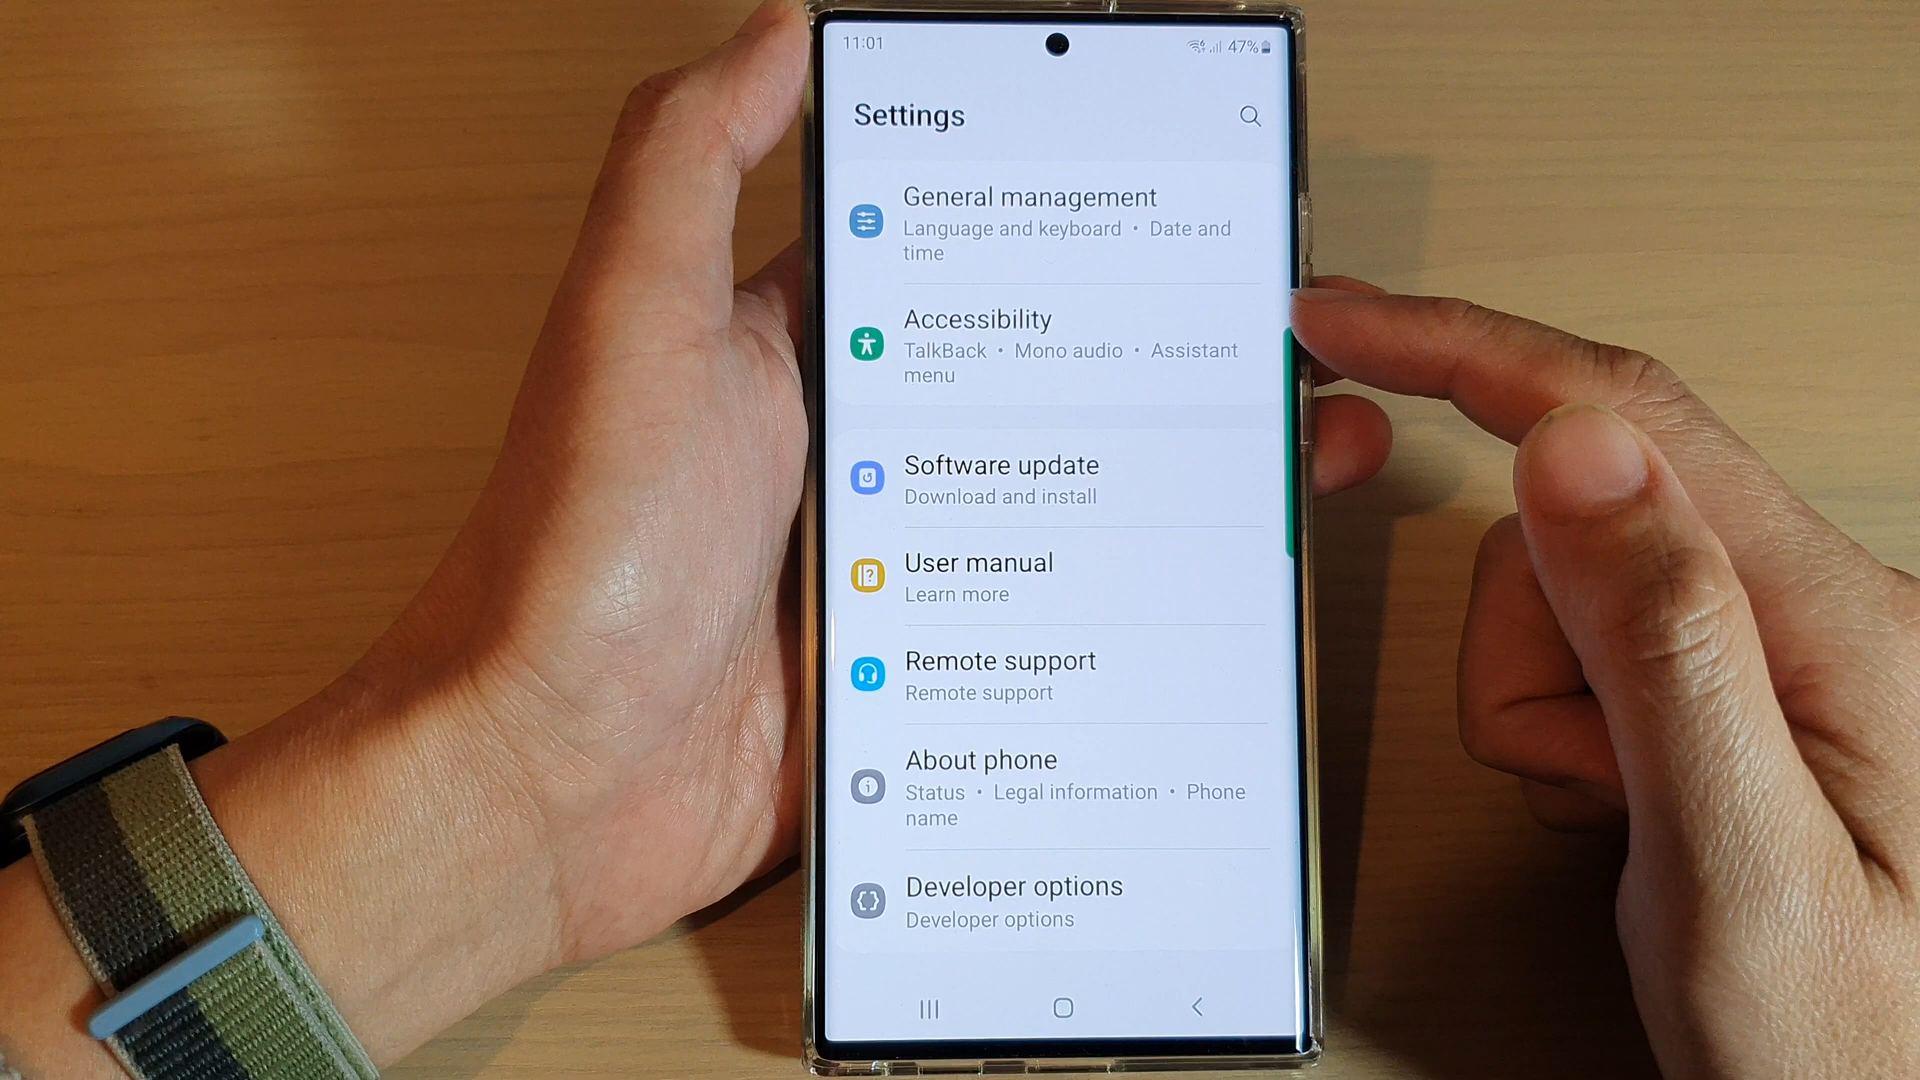 11:01
47%
Settings
General management
Language and keyboard • Date and
time
Accessibility
TalkBack • Mono audio • Assistant
menu
Software update
Download and install
User manual
Learn more
Remote support
Remote support
About phone
Status • Legal information • Phone
name
Developer options
Developer options